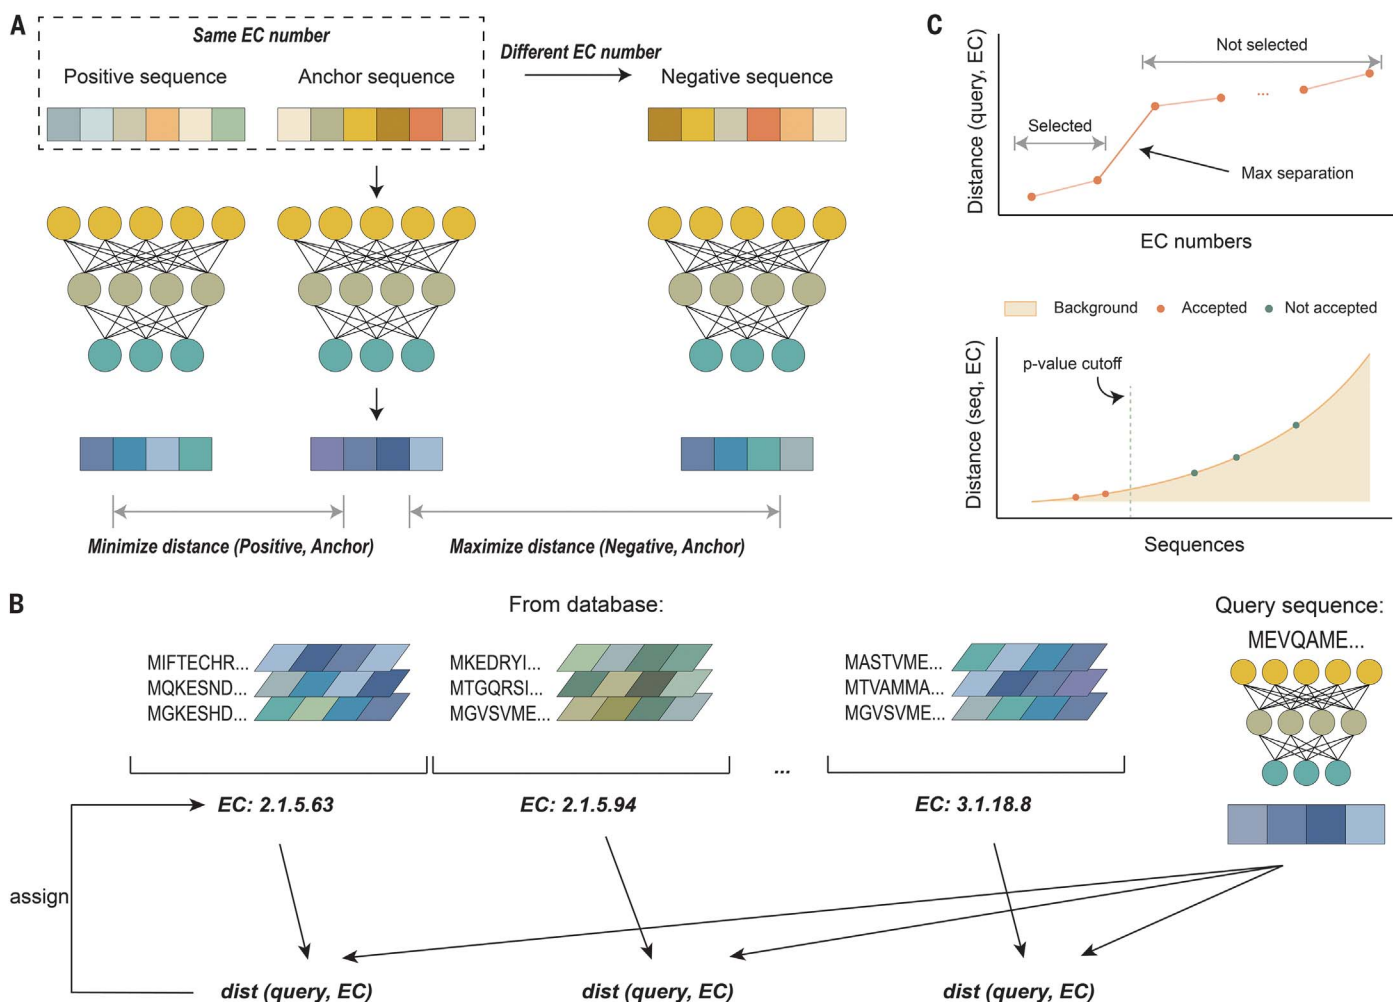 A
Same EC number
Positive sequence
Anchor sequence
Different EC number
Negative sequence
Minimize distance (Positive, Anchor)
Maximize distance (Negative, Anchor)
C
Distance (query, EC)
Not selected
...
Selected
Max separation
EC numbers
Background
Accepted
Not accepted
Distance (seq, EC)
p-value cutoff
Sequences
B
From database:
MIFTECHR...
MQKESND...
MGKESHD...
EC: 2.1.5.63
MKEDRYI...
MTGQRSI...
MGVSVME...
EC: 2.1.5.94
...
MASTVME...
MTVAMMA...
MGVSVME...
EC: 3.1.18.8
Query sequence:
MEVQAME...
assign
dist (query, EC)
dist (query, EC)
dist (query, EC)